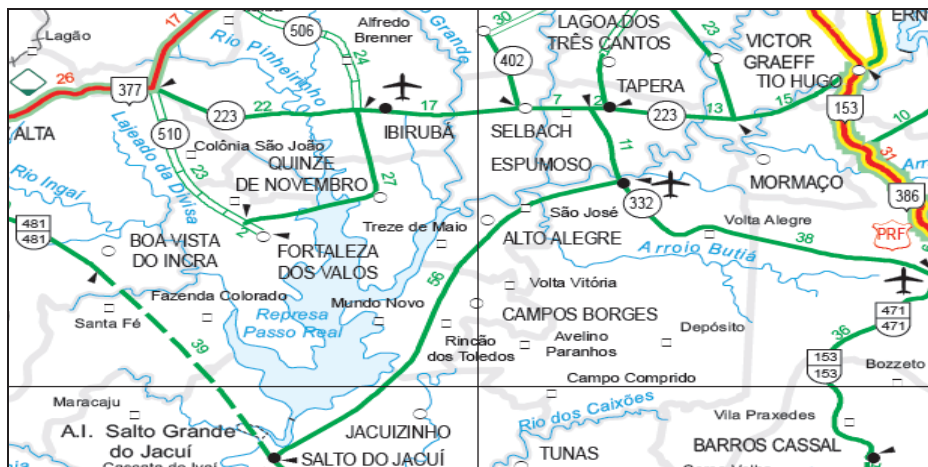 17
506
24
Alfredo
Brenner
Rio Grande
30
LAGOA DOS
TRÊS CANTOS
23
VICTOR
GRAEFF
TIO HUGO
ERN
Lagão
Rio Pinheirinho
402
TAPERA
26
377
22
223
17
7
2
223
13
15
153
10
ALTA
510
IBIRUBÁ
SELBACH
Lajeado da Divisa
Colônia São João
QUINZE
DE NOVEMBRO
27
ESPUMOSO
11
31
MORMAÇO
386
Rio Ingaí
23
332
São José
Volta Alegre
PRF
481
481
2
Treze de Maio
ALTO ALEGRE
Arroio Butiá
38
BOA VISTA
DO INCRA
FORTALEZA
DOS VALOS
56
Volta Vitória
Fazenda Colorado
Mundo Novo
CAMPOS BORGES
471
471
Santa Fé
Represa
Passo Real
Rincão
dos Toledos
Avelino
Paranhos
Depósito
36
39
153
153
Bozzeto
Campo Comprido
Maracaju
Rio dos Caixões
Vila Praxedes
A.I. Salto Grande
do Jacuí
JACUIZINHO
TUNAS
BARROS CASSAL
SALTO DO JACUÍ